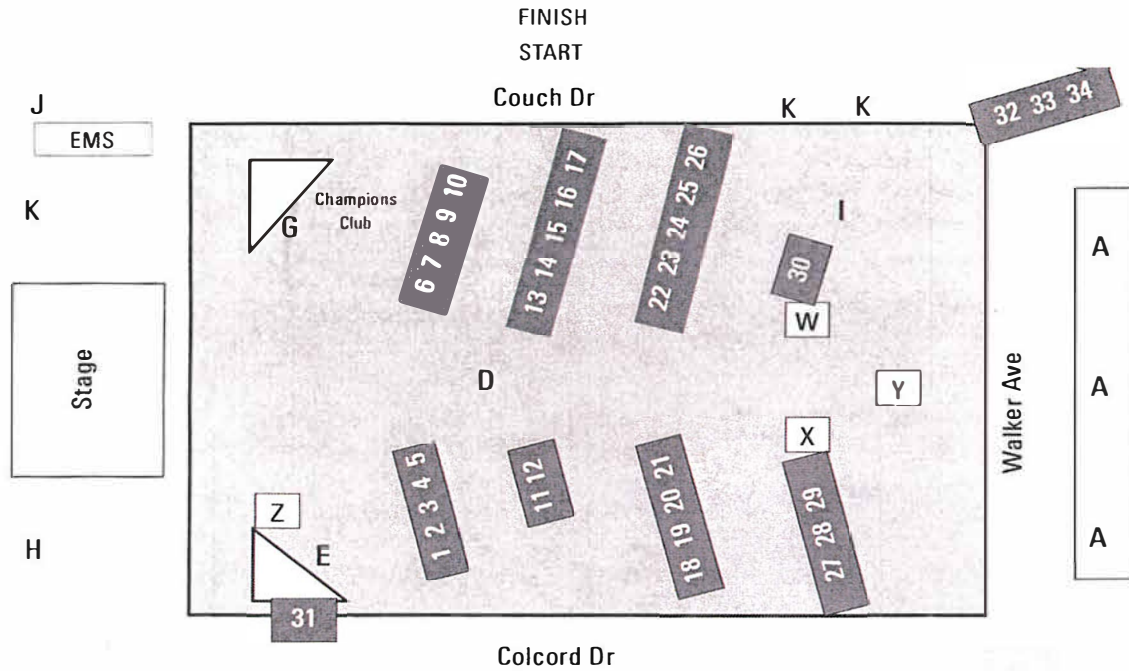 FINISH
START
Couch Dr
J
EMS
K
K K
32 33 34
G
Champions
Club
6 7 8 9 10
13 14 15 16 17
22 23 24 25 26
I
30
W
A
Stage
D
Y
A
Walker Ave
X
1 2 3 4 5
11 12
18 19 20 21
27 28 29
Z
E
H
A
31
Colcord Dr